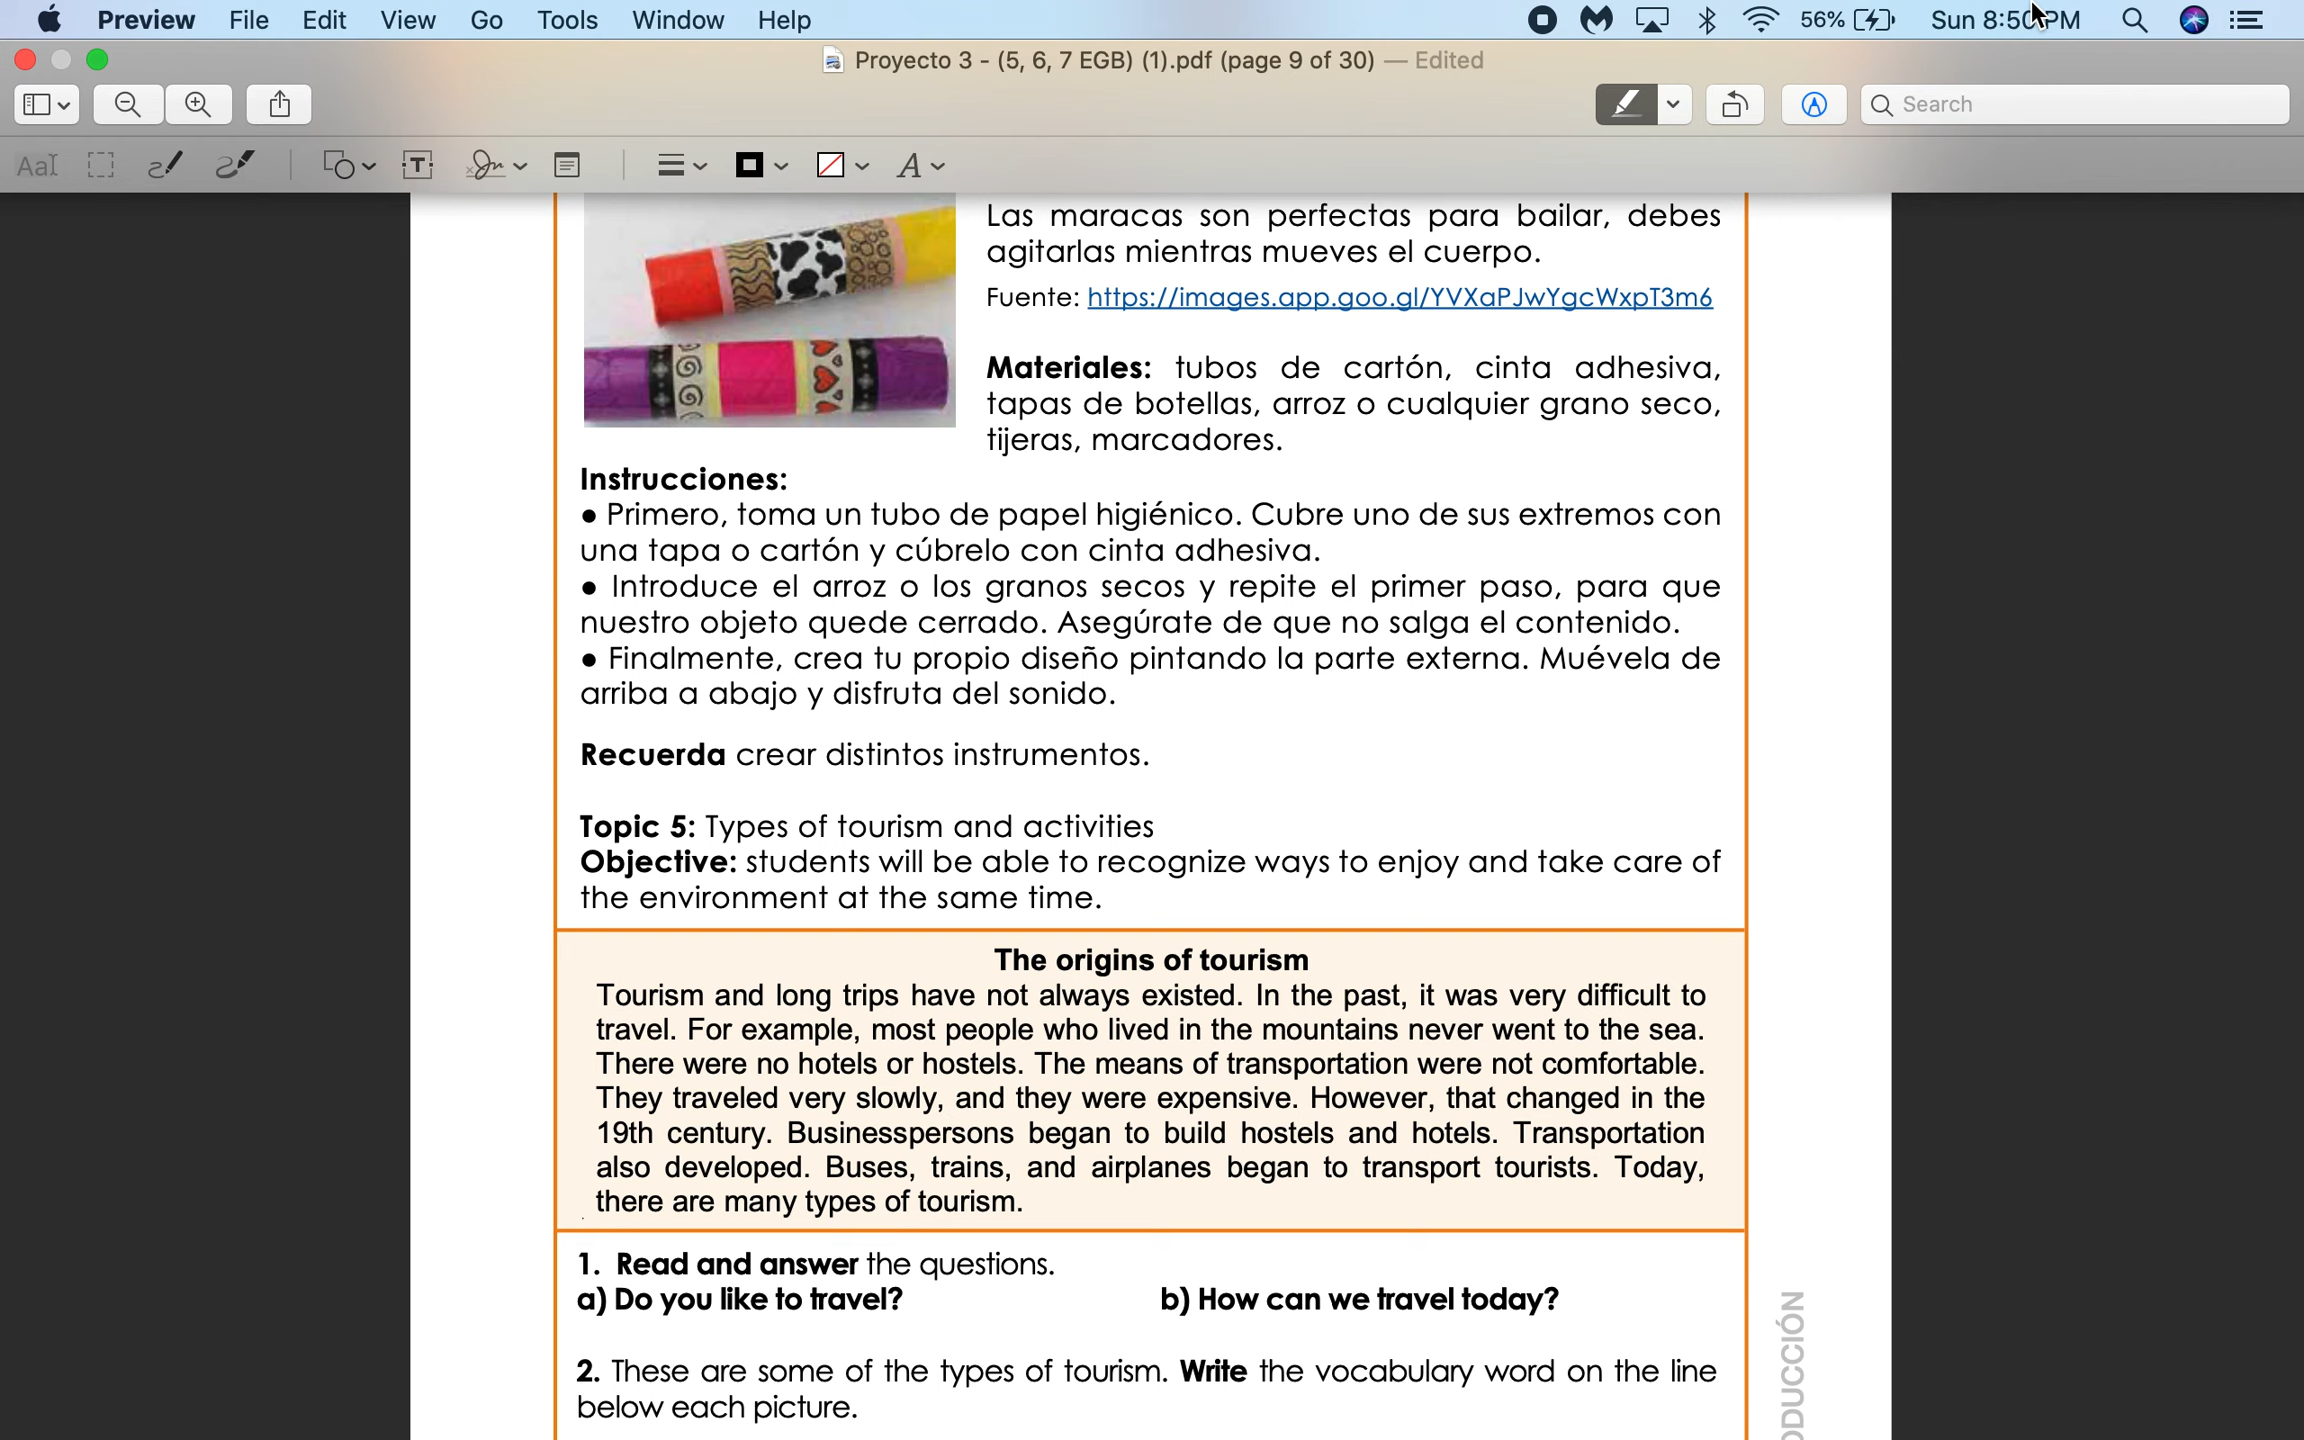 Preview File Edit View Go Tools Window Help 56% Sun 8:50 PM
Proyecto 3 - (5, 6, 7 EGB) (1).pdf (page 9 of 30) — Edited
Search
AaI T A
Las maracas son perfectas para bailar, debes
agitarlas mientras mueves el cuerpo.
Fuente: https://images.app.goo.gl/YVXaPJwYgcWxpT3m6
Materiales: tubos de cartón, cinta adhesiva,
tapas de botellas, arroz o cualquier grano seco,
tijeras, marcadores.
Instrucciones:
● Primero, toma un tubo de papel higiénico. Cubre uno de sus extremos con
una tapa o cartón y cúbrelo con cinta adhesiva.
● Introduce el arroz o los granos secos y repite el primer paso, para que
nuestro objeto quede cerrado. Asegúrate de que no salga el contenido.
● Finalmente, crea tu propio diseño pintando la parte externa. Muévela de
arriba a abajo y disfruta del sonido.
Recuerda crear distintos instrumentos.
Topic 5: Types of tourism and activities
Objective: students will be able to recognize ways to enjoy and take care of
the environment at the same time.
The origins of tourism
Tourism and long trips have not always existed. In the past, it was very difficult to
travel. For example, most people who lived in the mountains never went to the sea.
There were no hotels or hostels. The means of transportation were not comfortable.
They traveled very slowly, and they were expensive. However, that changed in the
19th century. Businesspersons began to build hostels and hotels. Transportation
also developed. Buses, trains, and airplanes began to transport tourists. Today,
there are many types of tourism.
1. Read and answer the questions.
a) Do you like to travel? b) How can we travel today?
2. These are some of the types of tourism. Write the vocabulary word on the line
below each picture.
ODUCCIÓN